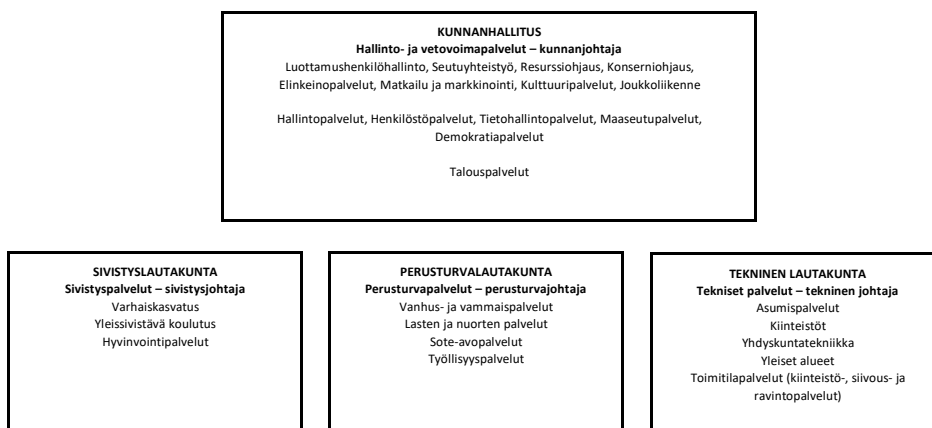 KUNNANHALLITUS
Hallinto- ja vetovoimapalvelut – kunnanjohtaja
Luottamushenkilöhallinto, Seutuyhteistyö, Resurssiohjaus, Konserniohjaus,
Elinkeinopalvelut, Matkailu ja markkinointi, Kulttuuripalvelut, Joukkoliikenne
Hallintopalvelut, Henkilöstöpalvelut, Tietohallintopalvelut, Maaseutupalvelut,
Demokratiapalvelut
Talouspalvelut
SIVISTYSLAUTAKUNTA
Sivistyspalvelut – sivistysjohtaja
Varhaiskasvatus
Yleissivistävä koulutus
Hyvinvointipalvelut
PERUSTURVALAUTAKUNTA
Perusturvapalvelut – perusturvajohtaja
Vanhus- ja vammaispalvelut
Lasten ja nuorten palvelut
Sote-avopalvelut
Työllisyyspalvelut
TEKNINEN LAUTAKUNTA
Tekniset palvelut – tekninen johtaja
Asumispalvelut
Kiinteistöt
Yhdyskuntatekniikka
Yleiset alueet
Toimitilapalvelut (kiinteistö-, siivous- ja
ravintopalvelut)